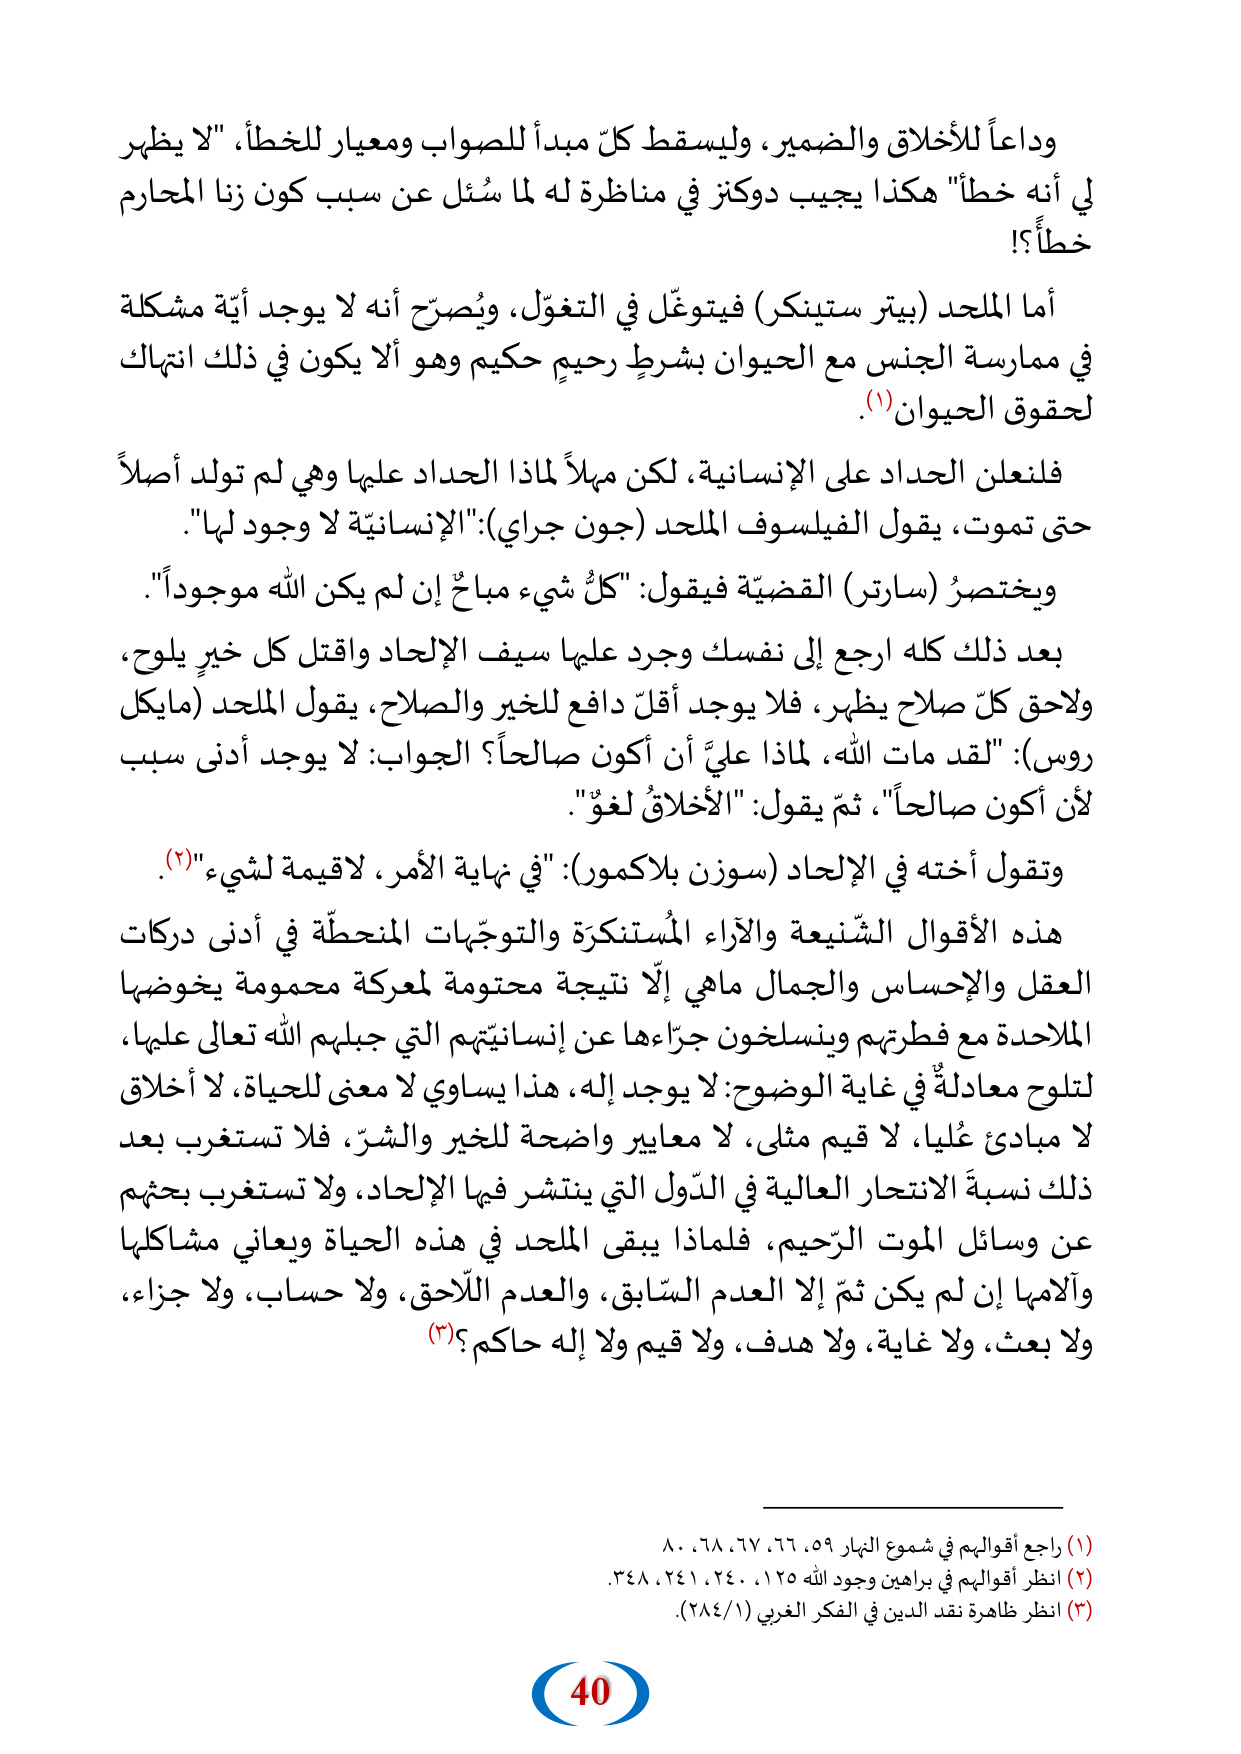 وداعاً للأخلاق والضمير، وليسقط كلّ مبدأ للصواب ومعيار للخطأ، "لا يظهر
لي أنه خطأ" هكذا يجيب دوكنز في مناظرة له لما سُئل عن سبب كون زنا المحارم
خطأً؟!
أما الملحد (بيتر ستينكر) فيتوغّل في التغوّل، ويُصرّح أنه لا يوجد أيّة مشكلة
في ممارسة الجنس مع الحيوان بشرطٍ رحيمٍ حكيم وهو ألا يكون في ذلك انتهاك
لحقوق الحيوان(١).
فلنعلن الحداد على الإنسانية، لكن مهلاً لماذا الحداد عليها وهي لم تولد أصلاً
حتى تموت، يقول الفيلسوف الملحد (جون جراي):"الإنسانيّة لا وجود لها".
ويختصرُ (سارتر) القضيّة فيقول: "كلُّ شيء مباحٌ إن لم يكن الله موجوداً".
بعد ذلك كله ارجع إلى نفسك وجرد عليها سيف الإلحاد واقتل كل خيرٍ يلوح،
ولاحق كلّ صلاح يظهر، فلا يوجد أقلّ دافع للخير والصلاح، يقول الملحد (مايكل
روس): "لقد مات الله، لماذا عليَّ أن أكون صالحاً؟ الجواب: لا يوجد أدنى سبب
لأن أكون صالحاً"، ثمّ يقول: "الأخلاقُ لغوٌ".
وتقول أخته في الإلحاد (سوزن بلاكمور): "في نهاية الأمر، لاقيمة لشيء"(٢).
هذه الأقوال الشّنيعة والآراء المُستنكرَة والتوجّهات المنحطّة في أدنى دركات
العقل والإحساس والجمال ماهي إلّا نتيجة محتومة لمعركة محمومة يخوضها
الملاحدة مع فطرتهم وينسلخون جرّاءها عن إنسانيّتهم التي جبلهم الله تعالى عليها،
لتلوح معادلةٌ في غاية الوضوح: لا يوجد إله، هذا يساوي لا معنى للحياة، لا أخلاق
لا مبادئ عُليا، لا قيم مثلى، لا معايير واضحة للخير والشرّ، فلا تستغرب بعد
ذلك نسبةَ الانتحار العالية في الدّول التي ينتشر فيها الإلحاد، ولا تستغرب بحثهم
عن وسائل الموت الرّحيم، فلماذا يبقى الملحد في هذه الحياة ويعاني مشاكلها
وآلامها إن لم يكن ثمّ إلا العدم السّابق، والعدم اللّاحق، ولا حساب، ولا جزاء،
ولا بعث، ولا غاية، ولا هدف، ولا قيم ولا إله حاكم؟(٣)
(١) راجع أقوالهم في شموع النهار ٥٩، ٦٦، ٦٧، ٦٨، ٨٠
(٢) انظر أقوالهم في براهين وجود الله ١٢٥، ٢٤٠، ٢٤١، ٣٤٨.
(٣) انظر ظاهرة نقد الدين في الفكر الغربي (٢٨٤/١).
40